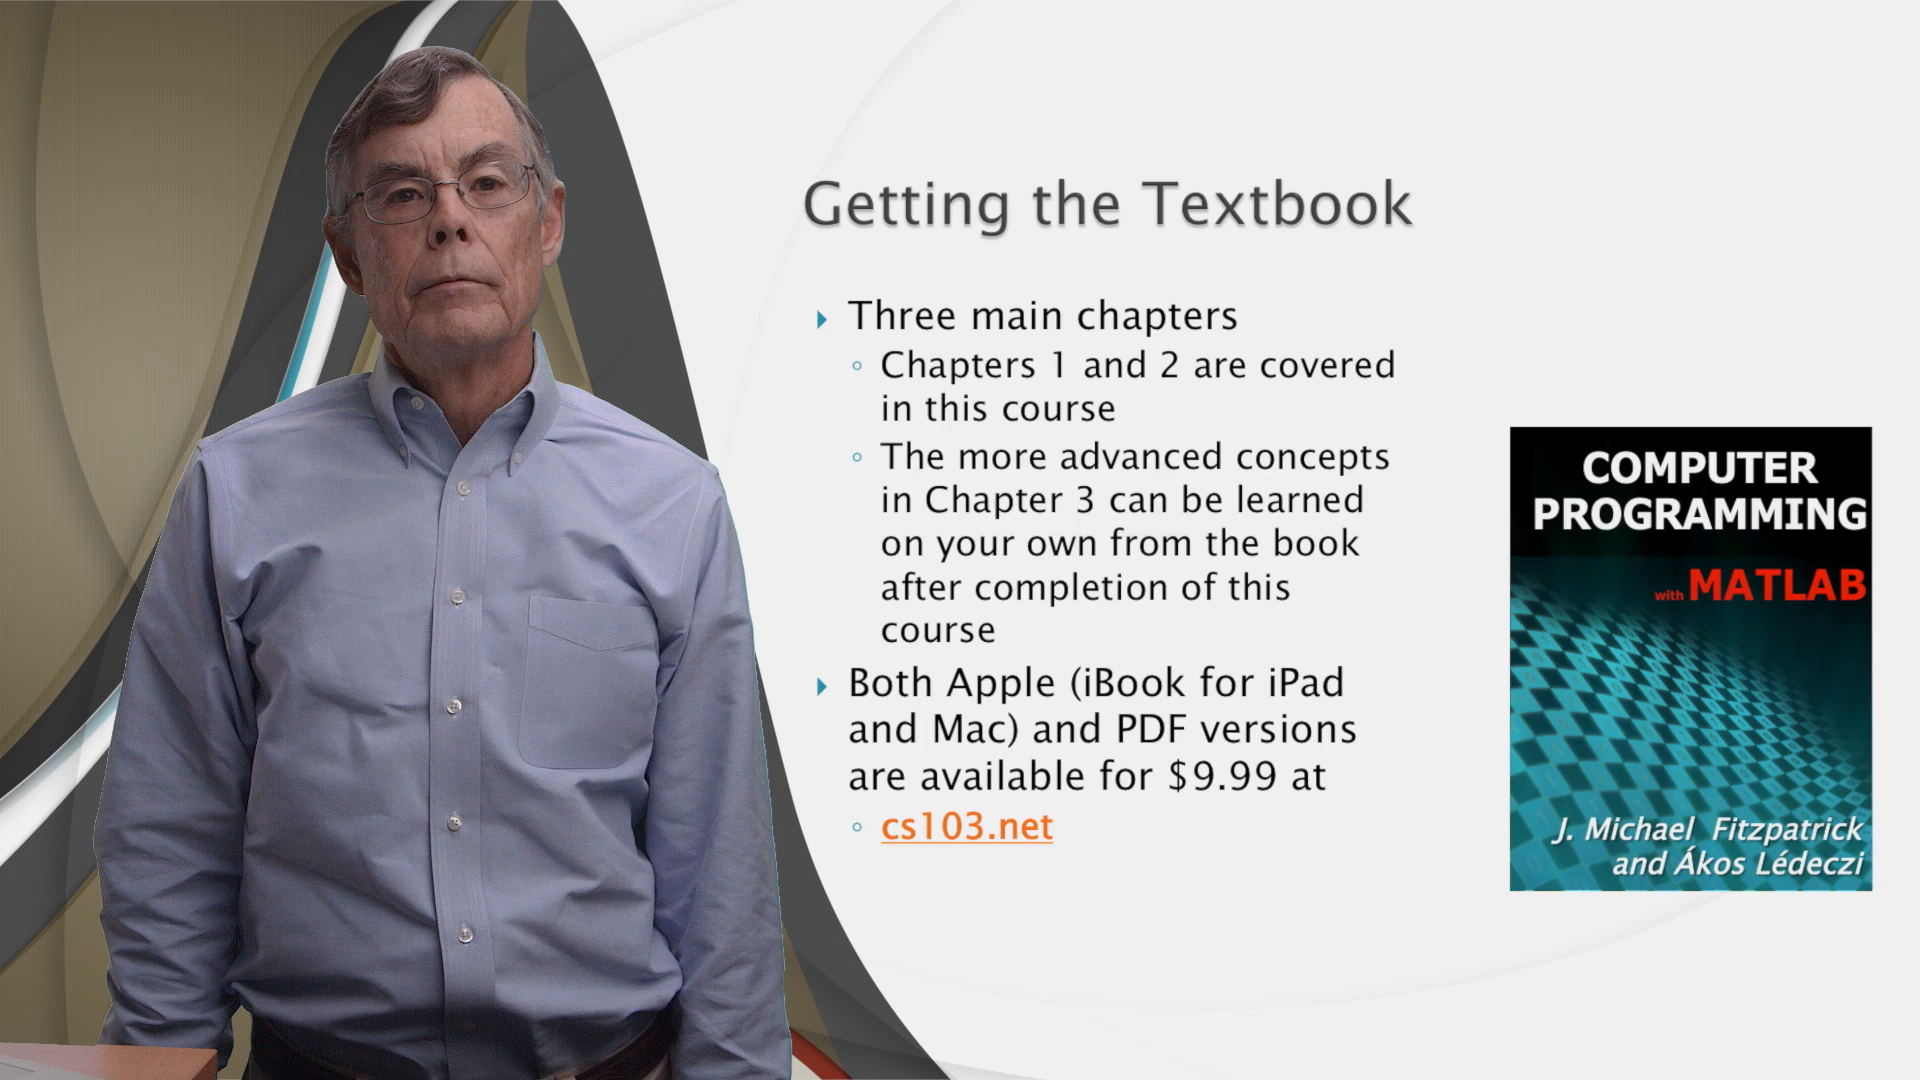 Getting the Textbook
Three main chapters
Chapters 1 and 2 are covered
in this course
The more advanced concepts
in Chapter 3 can be learned
on your own from the book
after completion of this
course
Both Apple (iBook for iPad
and Mac) and PDF versions
are available for $9.99 at
cs103.net
COMPUTER
PROGRAMMING
with MATLAB
J. Michael Fitzpatrick
and Ákos Lédeczi